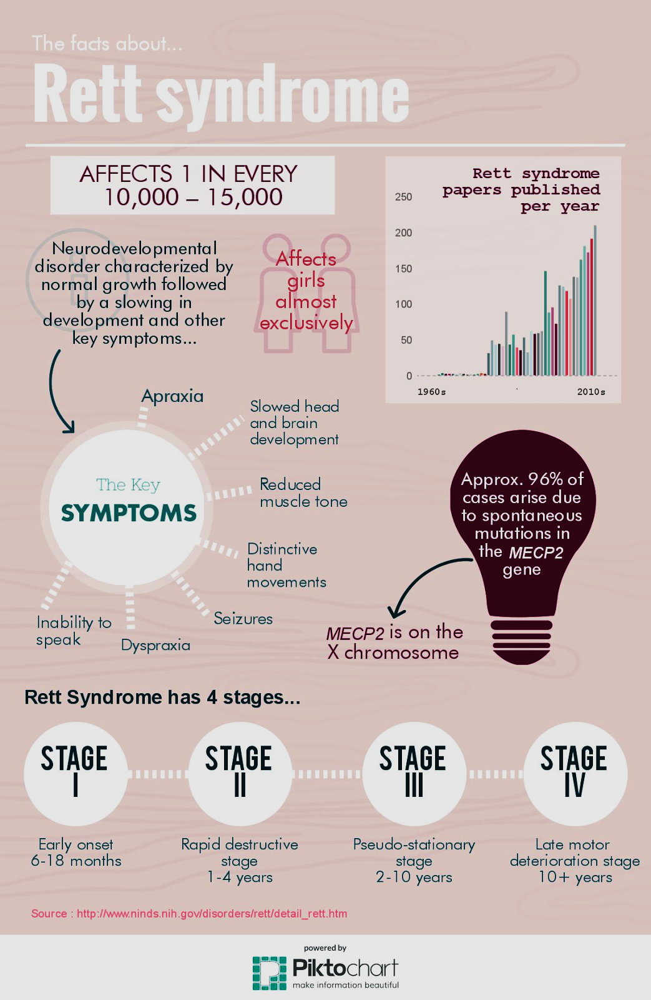 The facts about...
Rett syndrome
AFFECTS 1 IN EVERY
10,000 – 15,000
Neurodevelopmental
disorder characterized by
normal growth followed
by a slowing in
development and other
key symptoms...
Affects
girls
almost
exclusively
Rett syndrome
papers published
per year
250
200
150
100
50
0
1960s
2010s
The Key
SYMPTOMS
Apraxia
Slowed head
and brain
development
Reduced
muscle tone
Distinctive
hand
movements
Seizures
Dyspraxia
Inability to
speak
Approx. 96% of
cases arise due
to spontaneous
mutations in
the MECP2
gene
MECP2 is on the
X chromosome
Rett Syndrome has 4 stages...
STAGE
I
Early onset
6-18 months
STAGE
II
Rapid destructive
stage
1-4 years
STAGE
III
Pseudo-stationary
stage
2-10 years
STAGE
IV
Late motor
deterioration stage
10+ years
Source : http://www.ninds.nih.gov/disorders/rett/detail_rett.htm
powered by
Piktochart
make information beautiful